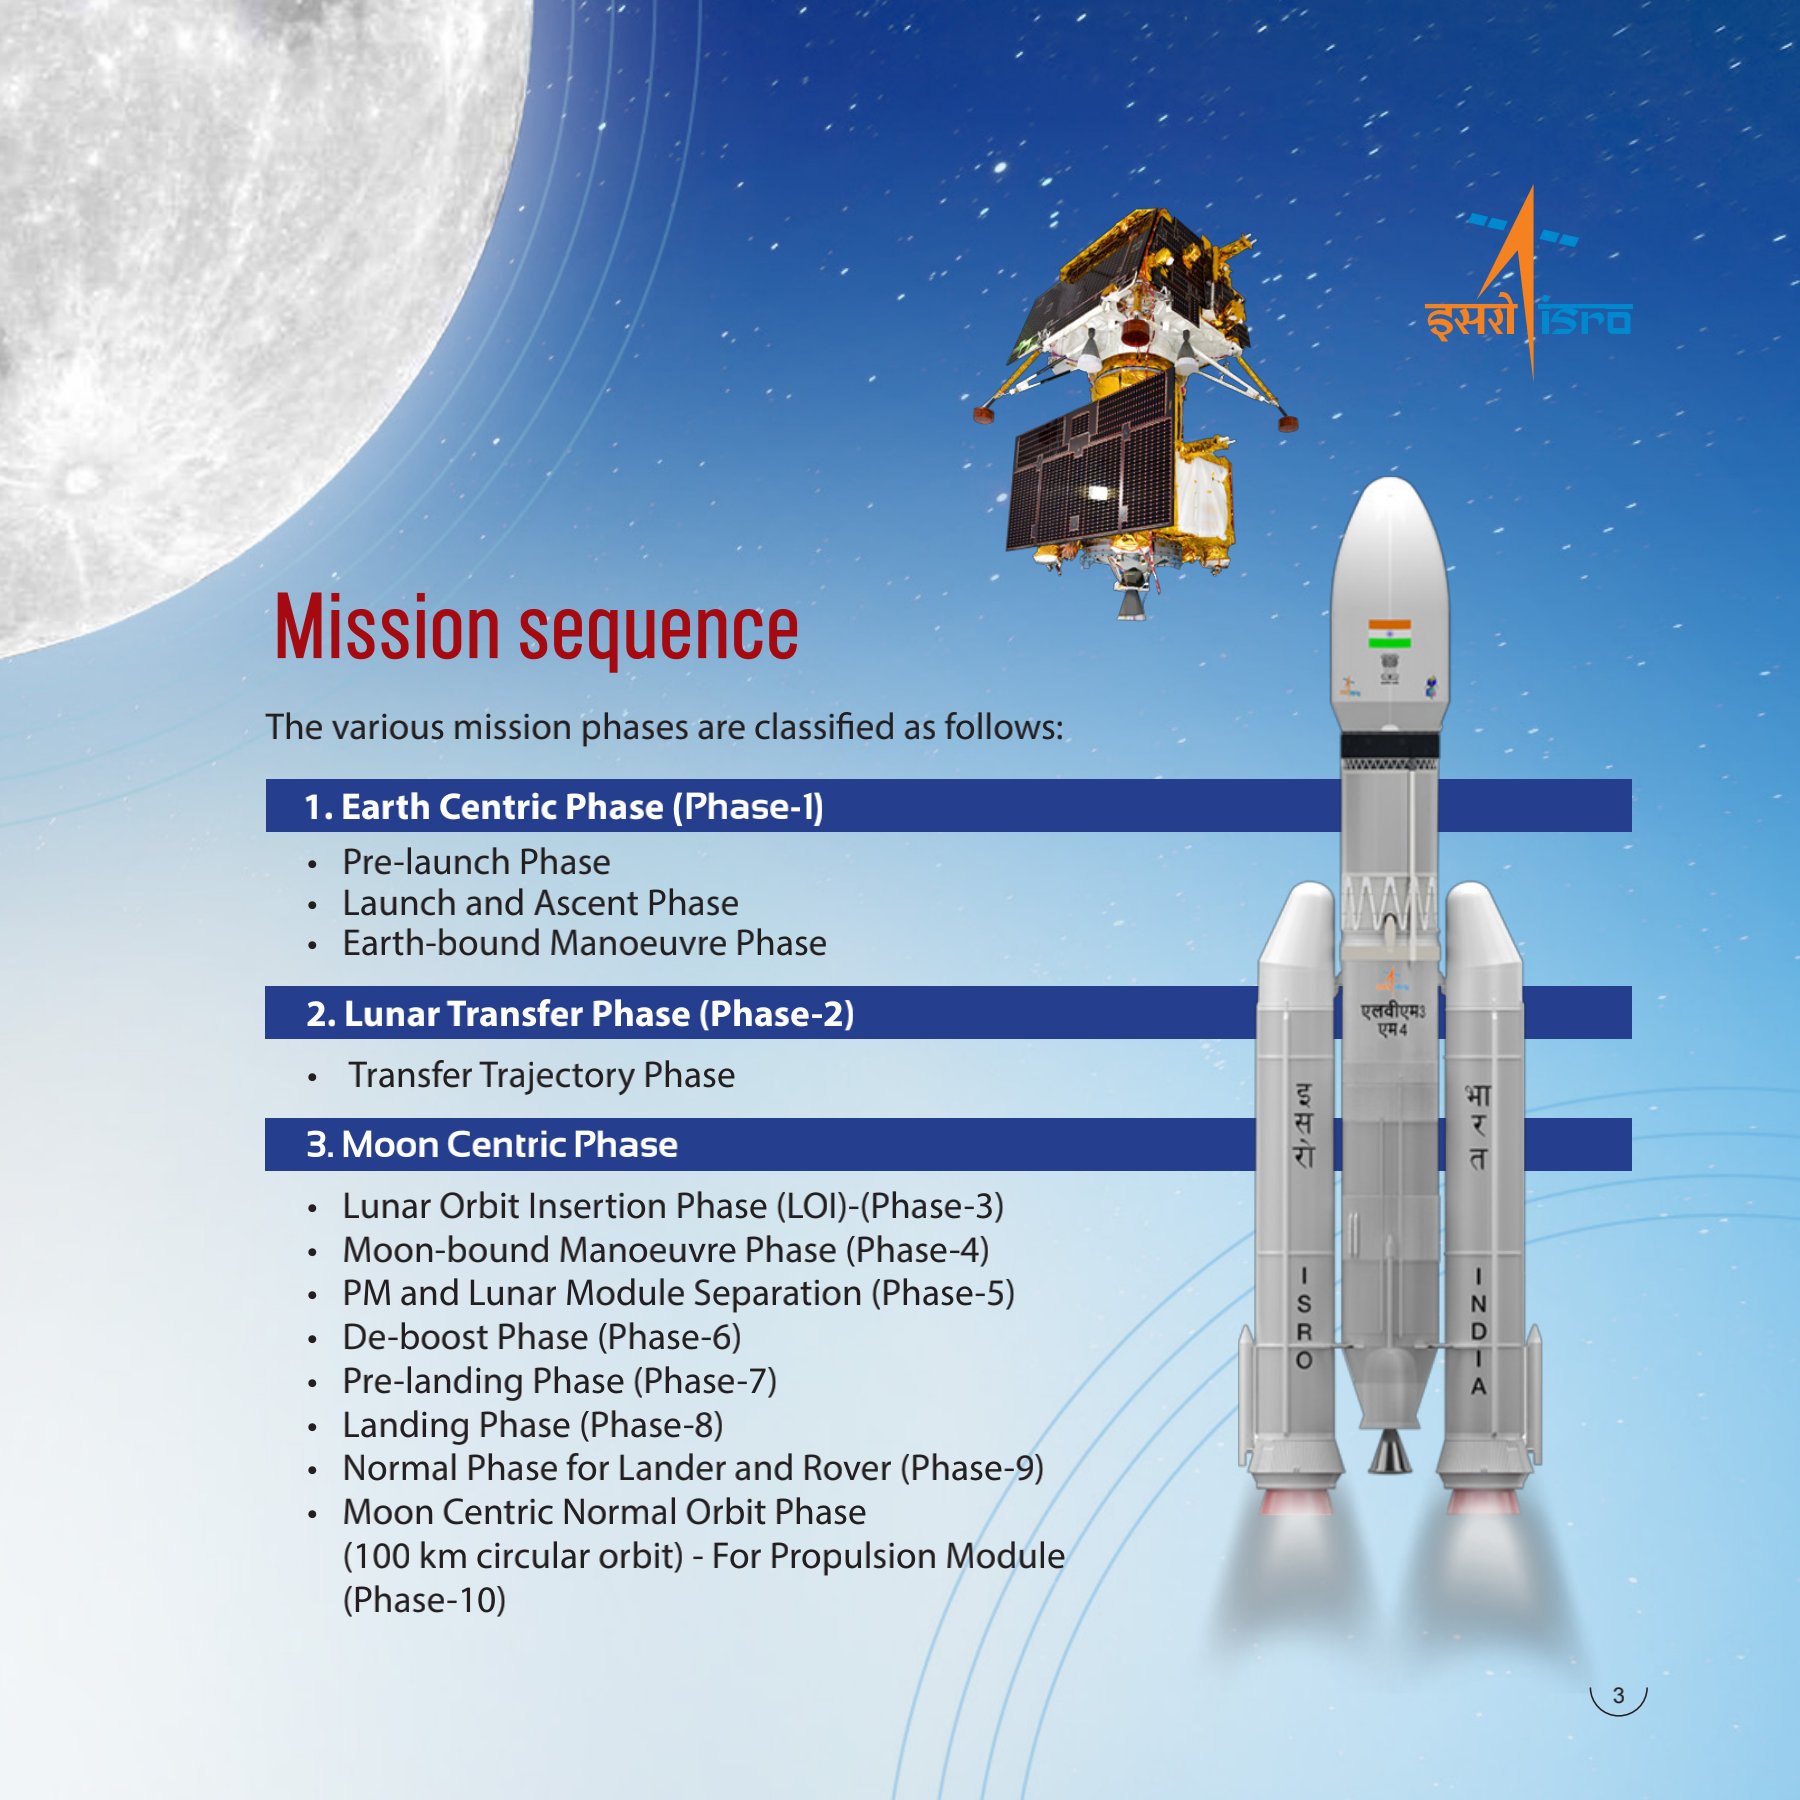 इसरो isro
Mission sequence
The various mission phases are classified as follows:
1. Earth Centric Phase (Phase-1)
• Pre-launch Phase
• Launch and Ascent Phase
• Earth-bound Manoeuvre Phase
2. Lunar Transfer Phase (Phase-2)
• Transfer Trajectory Phase
3. Moon Centric Phase
• Lunar Orbit Insertion Phase (LOI)-(Phase-3)
• Moon-bound Manoeuvre Phase (Phase-4)
• PM and Lunar Module Separation (Phase-5)
• De-boost Phase (Phase-6)
• Pre-landing Phase (Phase-7)
• Landing Phase (Phase-8)
• Normal Phase for Lander and Rover (Phase-9)
• Moon Centric Normal Orbit Phase
(100 km circular orbit) - For Propulsion Module
(Phase-10)
एलवीएम3
एम4
इसरो
भारत
ISRO
INDIA
3